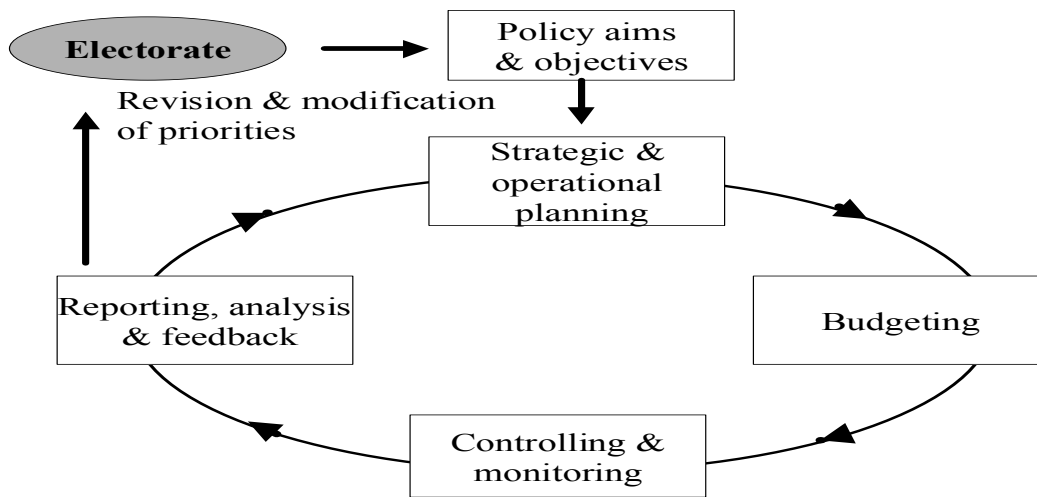 Electorate
Policy aims
& objectives
Revision & modification
of priorities
Strategic &
operational
planning
Reporting, analysis
& feedback
Budgeting
Controlling &
monitoring